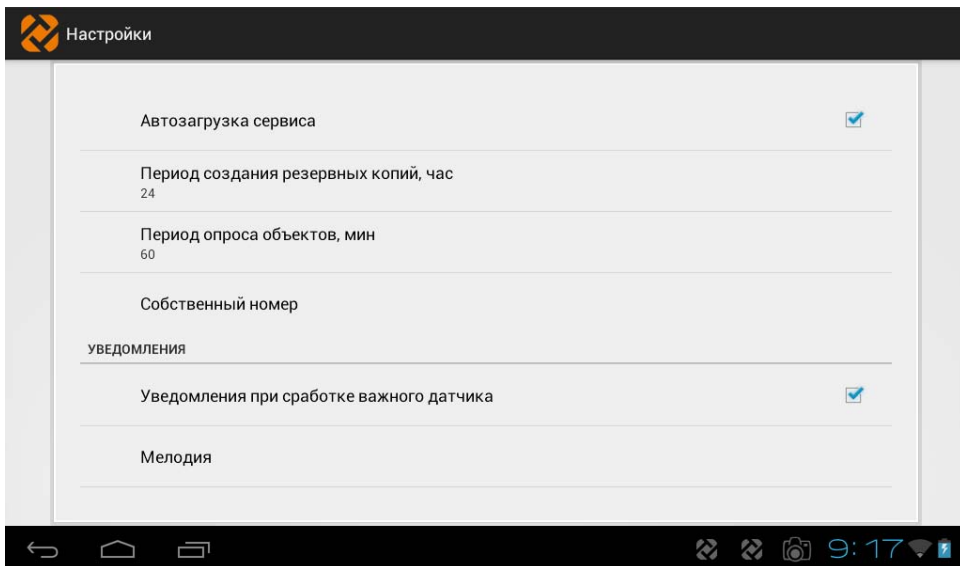 Настройки
Автозагрузка сервиса
Период создания резервных копий, час
24
Период опроса объектов, мин
60
Собственный номер
УВЕДОМЛЕНИЯ
Уведомления при сработке важного датчика
Мелодия
9:17